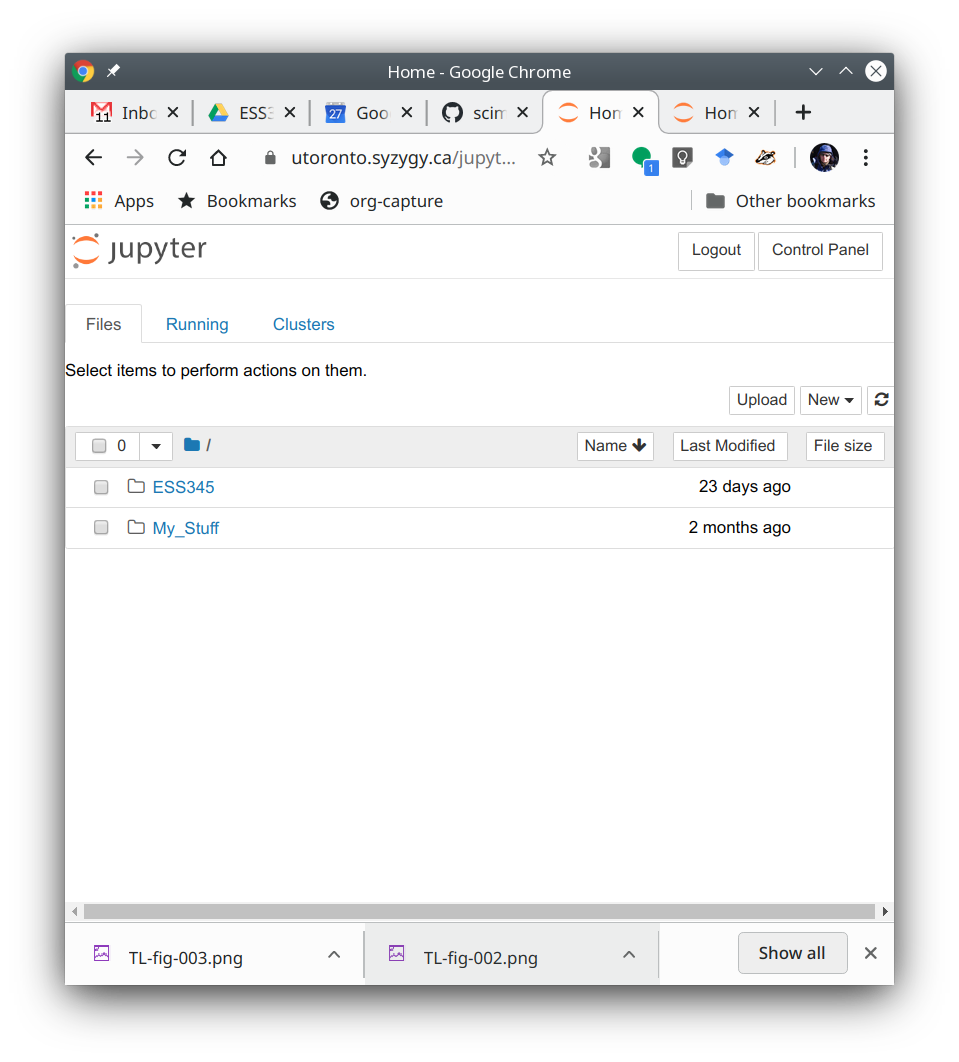 Home - Google Chrome
11 Inbo ESS3 27 Goo scim Hom Hom
utoronto.syzygy.ca/jupyt... 1
Apps Bookmarks org-capture Other bookmarks
jupyter Logout Control Panel
Files Running Clusters
Select items to perform actions on them.
Upload New
0 / Name Last Modified File size
ESS345 23 days ago
My_Stuff 2 months ago
TL-fig-003.png TL-fig-002.png Show all